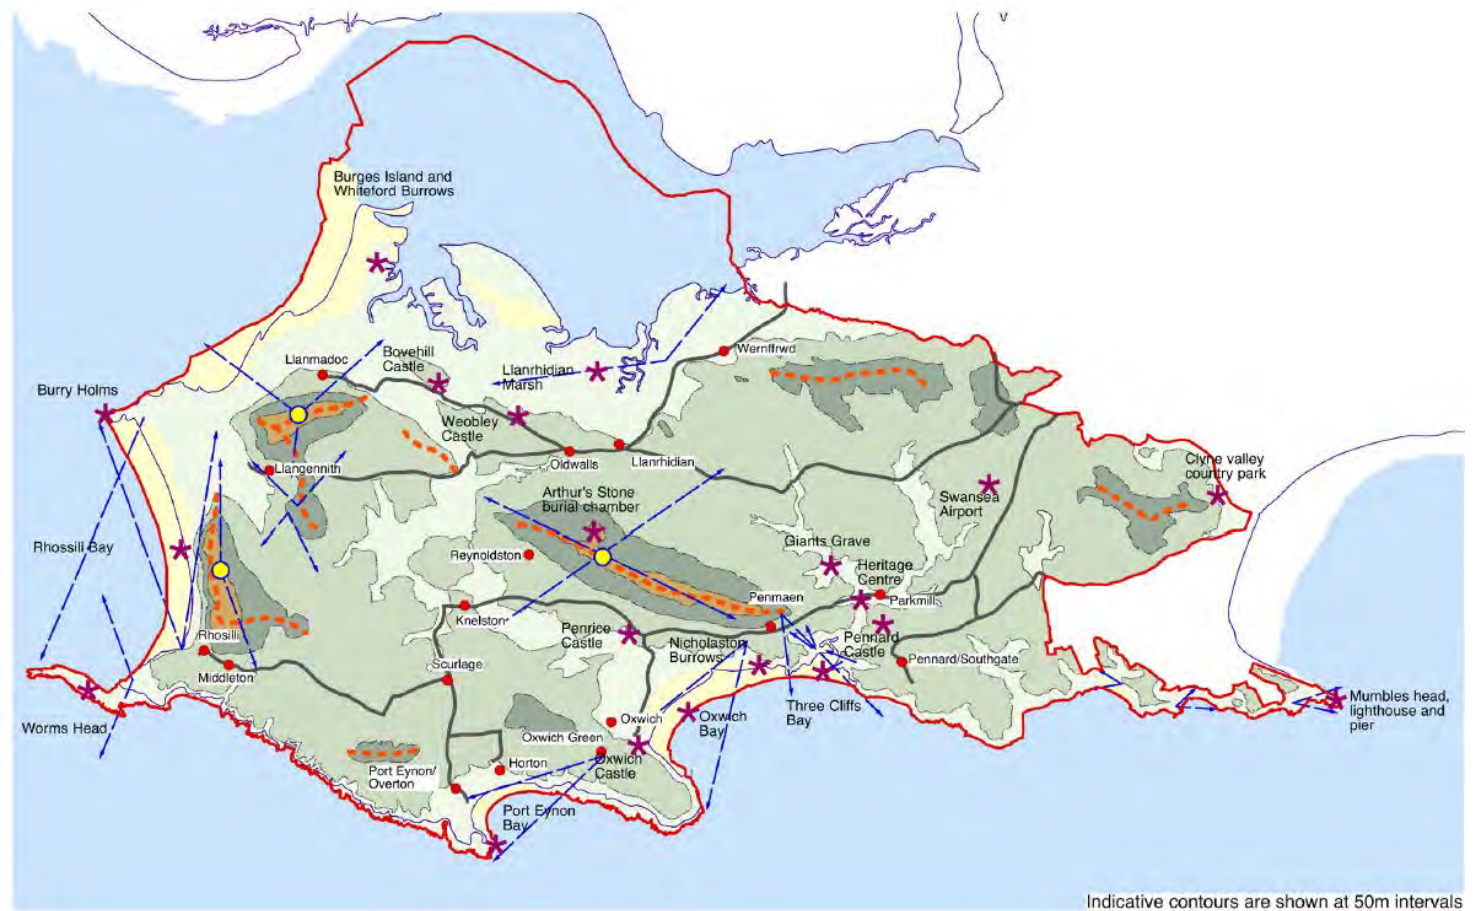 Burges Island and
Whiteford Burrows
Llanmadoc
Bovehill
Castle
Llanrhidian
Marsh
Wernffrwd
Burry Holms
Weobley
Castle
Llangennith
Oldwalls
Llanrhidian
Clyne valley
country park
Arthur's Stone
burial chamber
Swansea
Airport
Rhossili Bay
Reynoldston
Giants Grave
Heritage
Centre
Penmaen
Parkmill
Knelston
Penrice
Castle
Nicholaston
Burrows
Pennard
Castle
Rhosili
Middleton
Scurlage
Pennard/Southgate
Worms Head
Oxwich
Oxwich
Bay
Three Cliffs
Bay
Mumbles head,
lighthouse and
pier
Oxwich Green
Oxwich
Castle
Port Eynon/
Overton
Horton
Port Eynon
Bay
Indicative contours are shown at 50m intervals